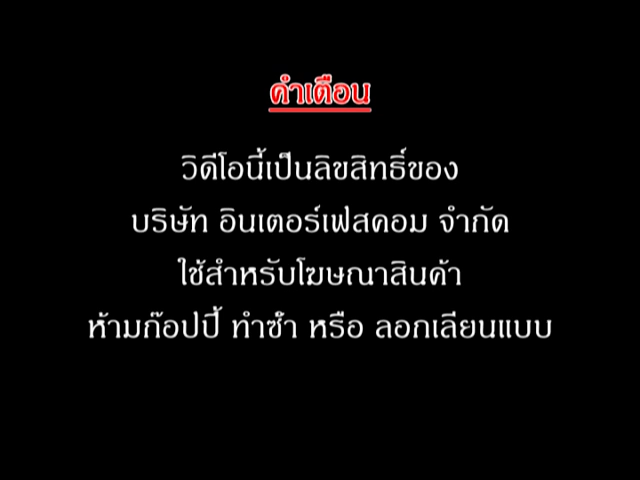 คำเตือน
วิดีโอนี้เป็นลิขสิทธิ์ของ
บริษัท อินเตอร์เฟสคอม จำกัด
ใช้สำหรับโฆษณาสินค้า
ห้ามก๊อปปี้ ทำซ้ำ หรือ ลอกเลียนแบบ